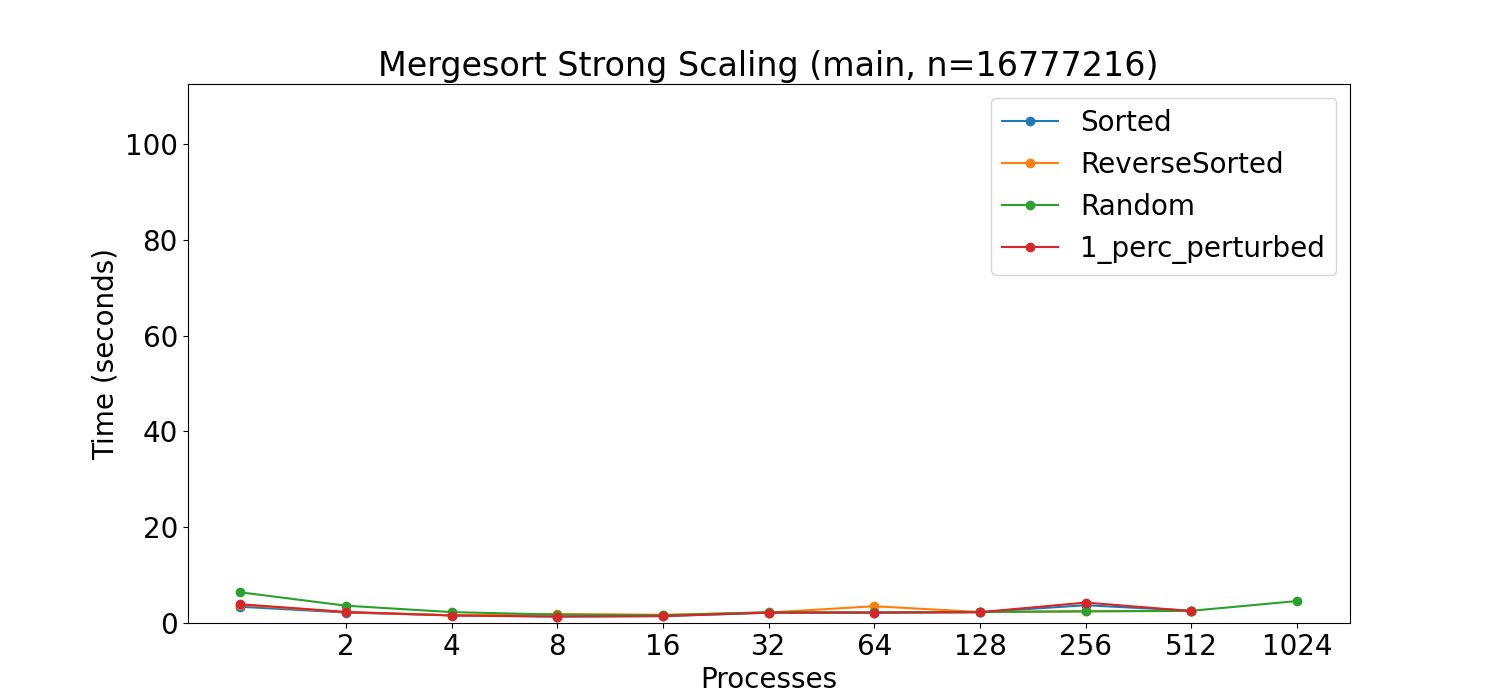 Mergesort Strong Scaling (main, n=16777216)
Sorted
ReverseSorted
Random
1_perc_perturbed
Time (seconds)
100
80
60
40
20
0
2 4 8 16 32 64 128 256 512 1024
Processes